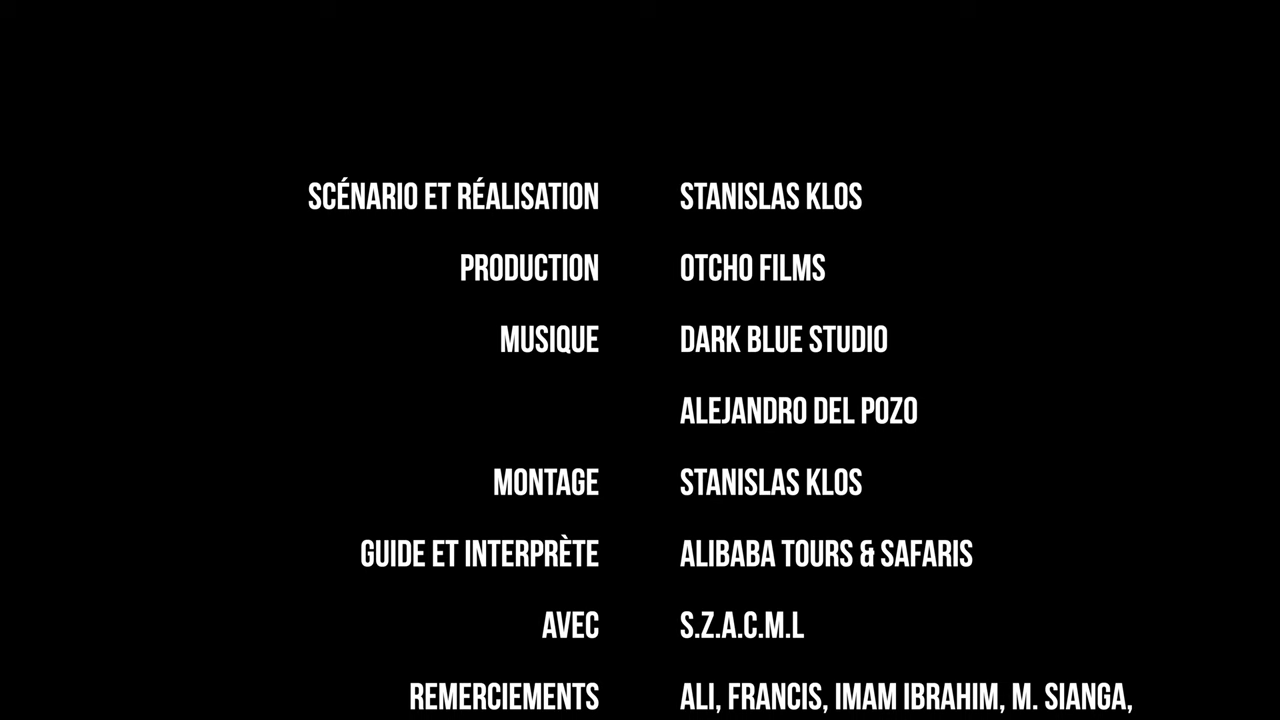 SCÉNARIO ET RÉALISATION STANISLAS KLOS
PRODUCTION OTCHO FILMS
MUSIQUE DARK BLUE STUDIO
ALEJANDRO DEL POZO
MONTAGE STANISLAS KLOS
GUIDE ET INTERPRÈTE ALIBABA TOURS & SAFARIS
AVEC S.Z.A.C.M.L
REMERCIEMENTS ALI, FRANCIS, IMAM IBRAHIM, M. SIANGA,